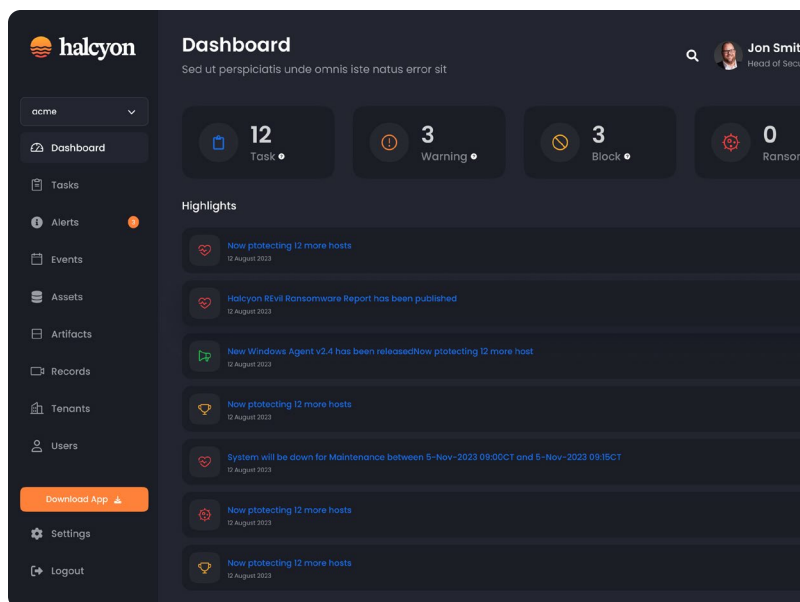 halcyon
Dashboard
Sed ut perspiciatis unde omnis iste natus error sit
Jon Smit
Head of Secu
acme
12
Task
3
Warning
3
Block
0
Ransor
Dashboard
Tasks
Alerts
3
Events
Assets
Artifacts
Records
Tenants
Users
Download App
Settings
Logout
Highlights
Now ptotecting 12 more hosts
12 August 2023
Halcyon REvil Ransomware Report has been published
12 August 2023
New Windows Agent v2.4 has been releasedNow ptotecting 12 more host
12 August 2023
Now ptotecting 12 more hosts
12 August 2023
System will be down for Maintenance between 5-Nov-2023 09:00CT and 5-Nov-2023 09:15CT
12 August 2023
Now ptotecting 12 more hosts
12 August 2023
Now ptotecting 12 more hosts
12 August 2023